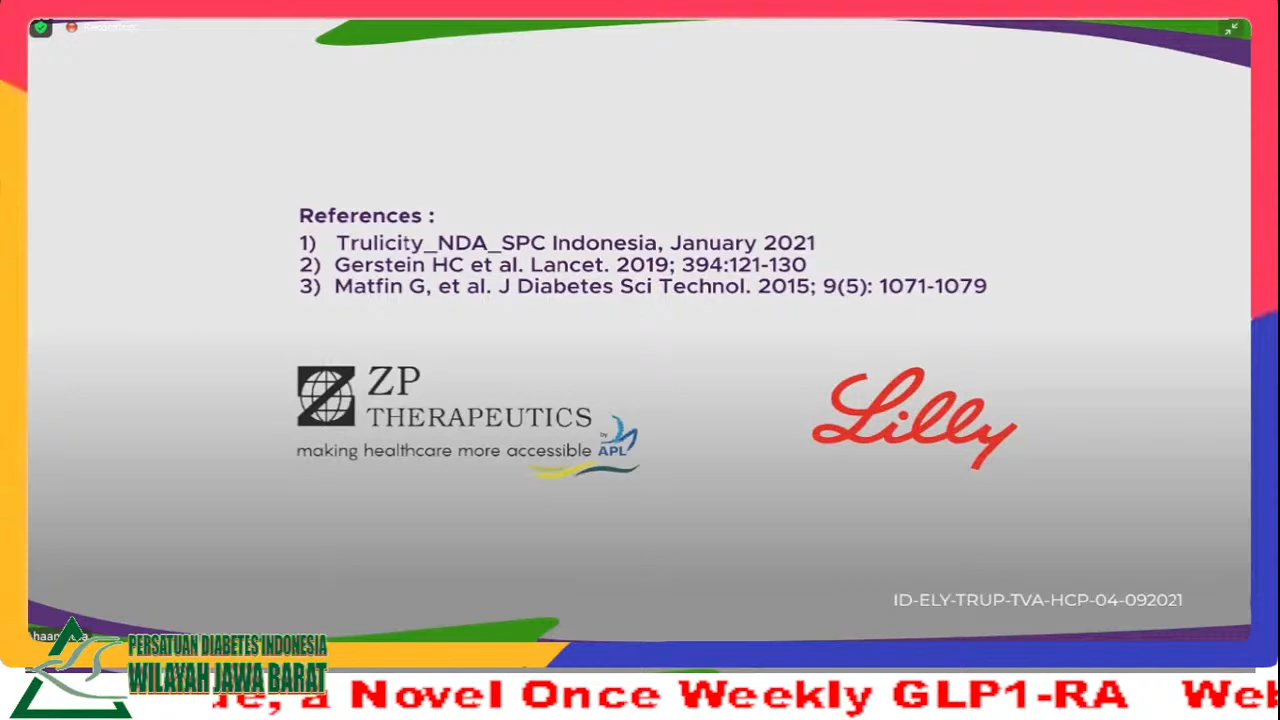 References :
1) Trulicity_NDA_SPC Indonesia, January 2021
2) Gerstein HC et al. Lancet. 2019; 394:121-130
3) Matfin G, et al. J Diabetes Sci Technol. 2015; 9(5): 1071-1079
ZP
THERAPEUTICS
making healthcare more accessible by APL
Lilly
ID-ELY-TRUP-TVA-HCP-04-092021
PERSATUAN DIABETES INDONESIA
WILAYAH JAWA BARAT
a Novel Once Weekly GLP1-RA